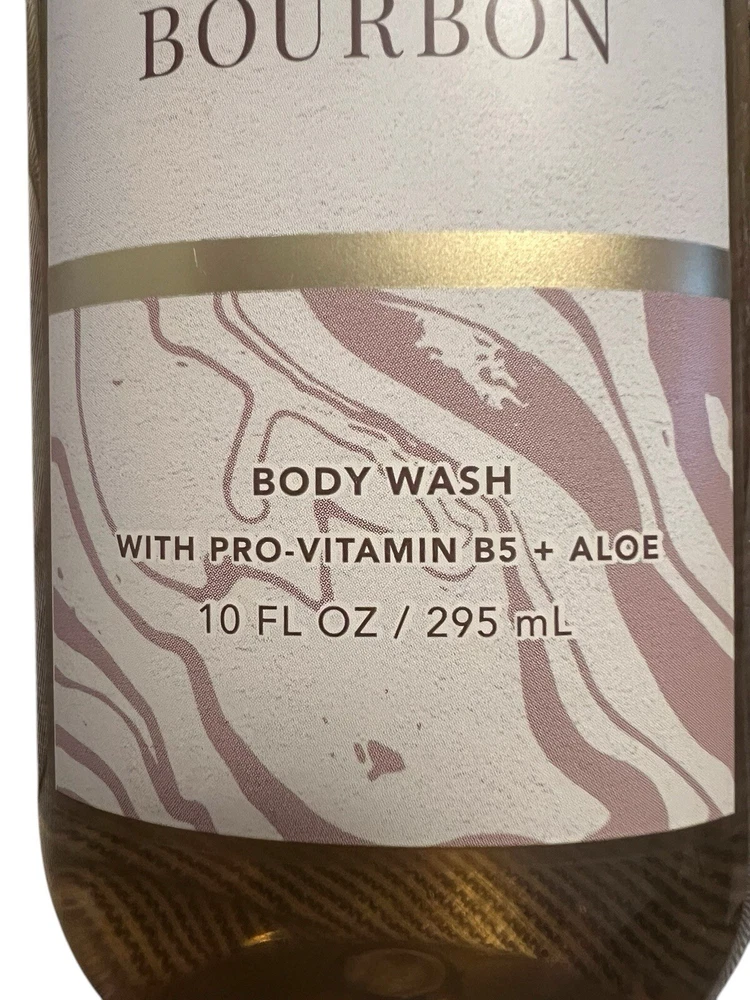 BOURBON
BODY WASH
WITH PRO-VITAMIN B5 + ALOE
10 FL OZ / 295 mL